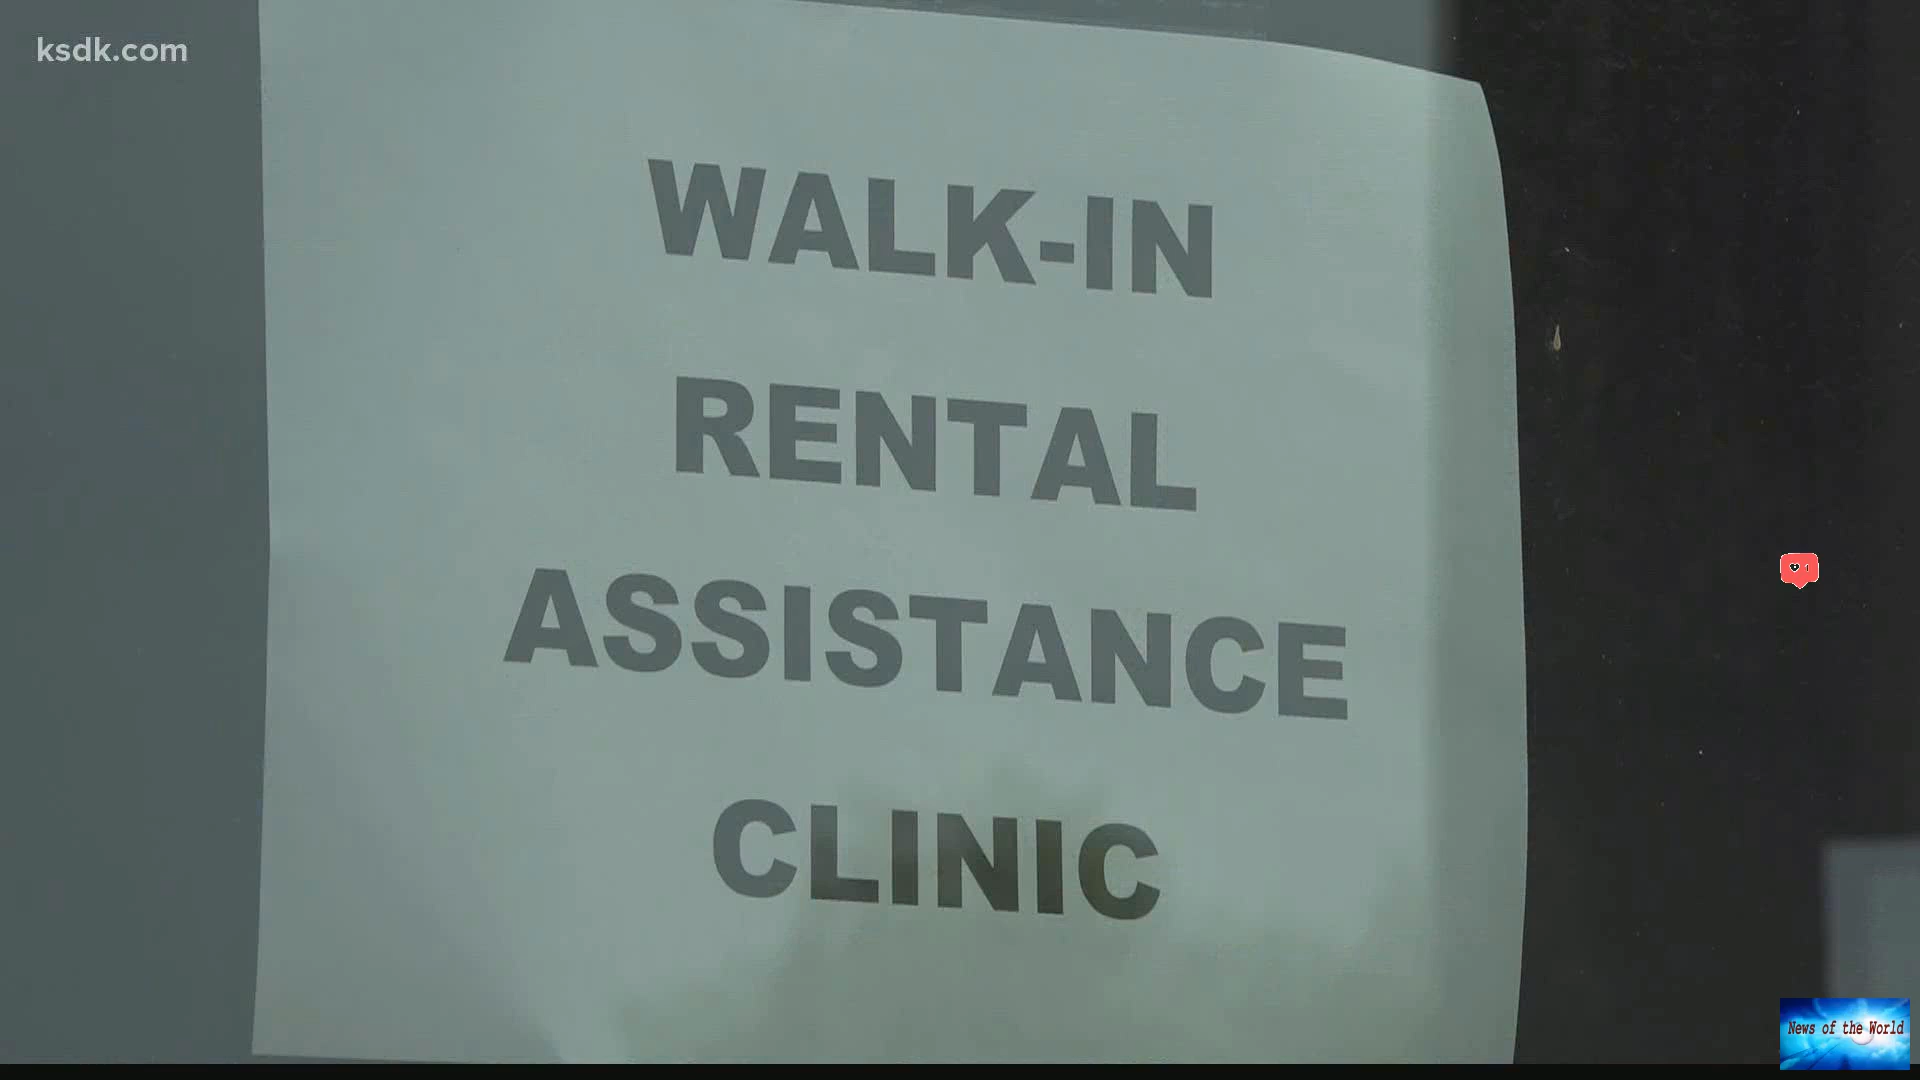 ksdk.com
WALK-IN
RENTAL
ASSISTANCE
CLINIC
News of the World